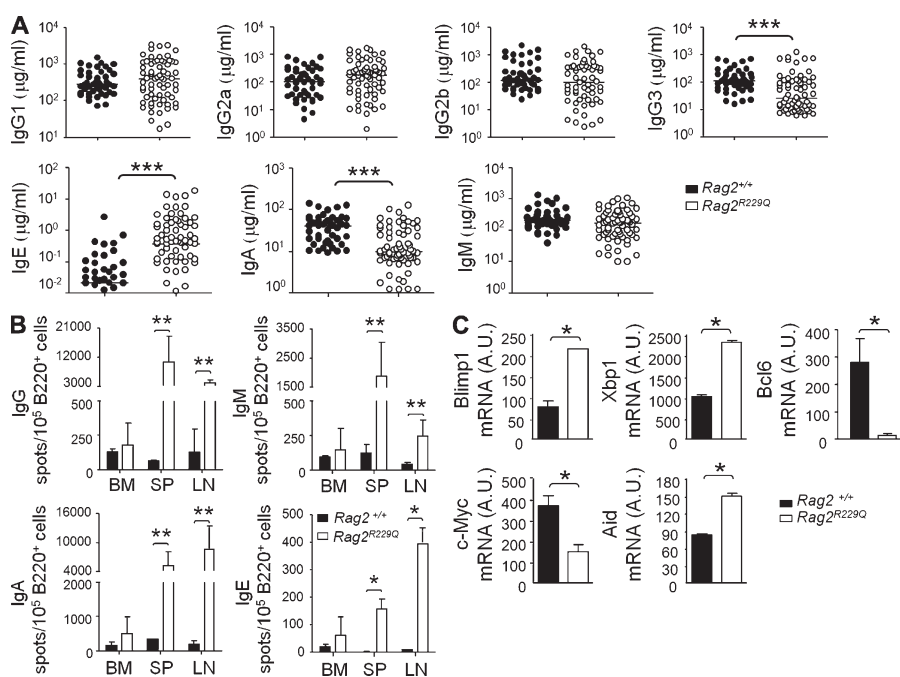 A
IgG1 (µg/ml)
10⁴
10³
10²
10¹
IgG2a (µg/ml)
10⁴
10³
10²
10¹
10⁰
IgG2b (µg/ml)
10⁴
10³
10²
10¹
10⁰
IgG3 (µg/ml)
10⁴
10³
10²
10¹
10⁰
***
IgE (µg/ml)
10²
10¹
10⁰
10⁻¹
10⁻²
***
IgA (µg/ml)
10³
10²
10¹
10⁰
***
IgM (µg/ml)
10⁴
10³
10²
10¹
10⁰
Rag2⁺/⁺
Rag2ᴿ²²⁹Q
B
IgG
spots/10⁵ B220⁺ cells
21000
12000
3000
500
250
0
**
**
BM SP LN
IgM
spots/10⁵ B220⁺ cells
3500
2500
1500
500
250
0
**
**
BM SP LN
IgA
spots/10⁵ B220⁺ cells
16000
10000
4000
2000
1000
0
**
**
BM SP LN
IgE
spots/10⁵ B220⁺ cells
500
400
300
200
100
0
Rag2 ⁺/⁺
Rag2ᴿ²²⁹Q
*
*
BM SP LN
C
Blimp1
mRNA (A.U.)
250
200
150
100
50
0
*
Xbp1
mRNA (A.U.)
2500
2000
1500
1000
500
0
*
Bcl6
mRNA (A.U.)
400
300
200
100
0
*
c-Myc
mRNA (A.U.)
500
400
300
200
100
0
*
Aid
mRNA (A.U.)
180
150
120
90
60
30
0
*
Rag2 ⁺/⁺
Rag2ᴿ²²⁹Q